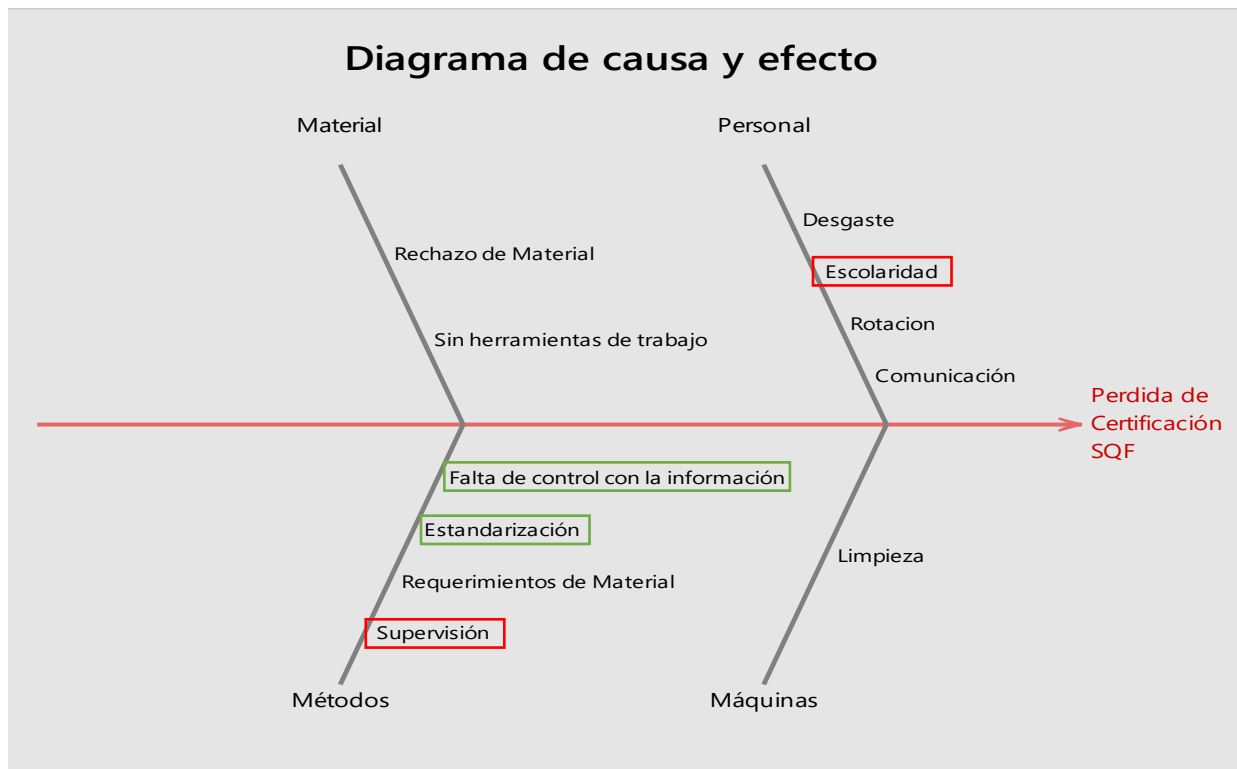 Diagrama de causa y efecto
Material
Personal
Desgaste
Rechazo de Material
Escolaridad
Rotacion
Sin herramientas de trabajo
Comunicación
Perdida de
Certificación
SQF
Falta de control con la información
Estandarización
Limpieza
Requerimientos de Material
Supervisión
Métodos
Máquinas